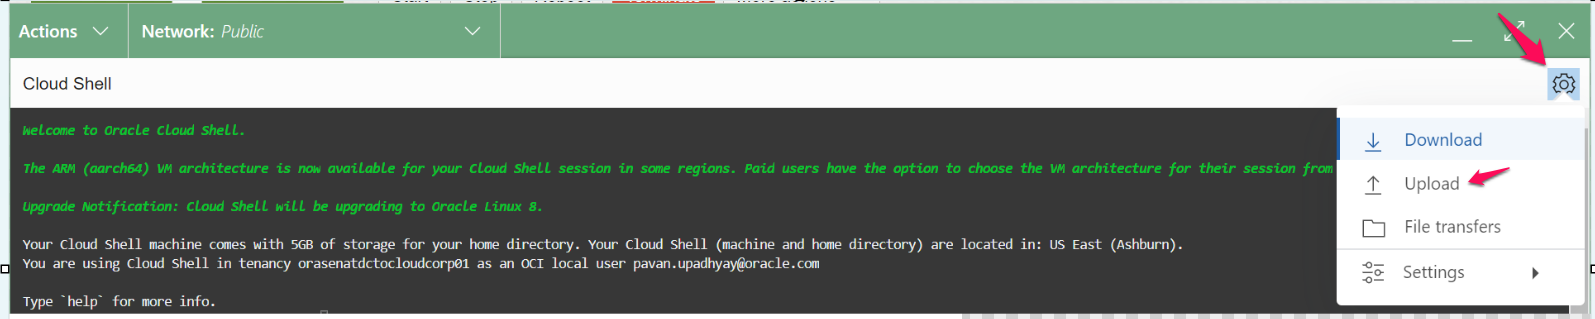 Actions
Network: Public
Cloud Shell
Welcome to Oracle Cloud Shell.
The ARM (aarch64) VM architecture is now available for your Cloud Shell session in some regions. Paid users have the option to choose the VM architecture for their session from
Upgrade Notification: Cloud Shell will be upgrading to Oracle Linux 8.
Your Cloud Shell machine comes with 5GB of storage for your home directory. Your Cloud Shell (machine and home directory) are located in: US East (Ashburn).
You are using Cloud Shell in tenancy orasenatdctocloudcorp01 as an OCI local user pavan.upadhyay@oracle.com
Type `help` for more info.
Download
Upload
File transfers
Settings